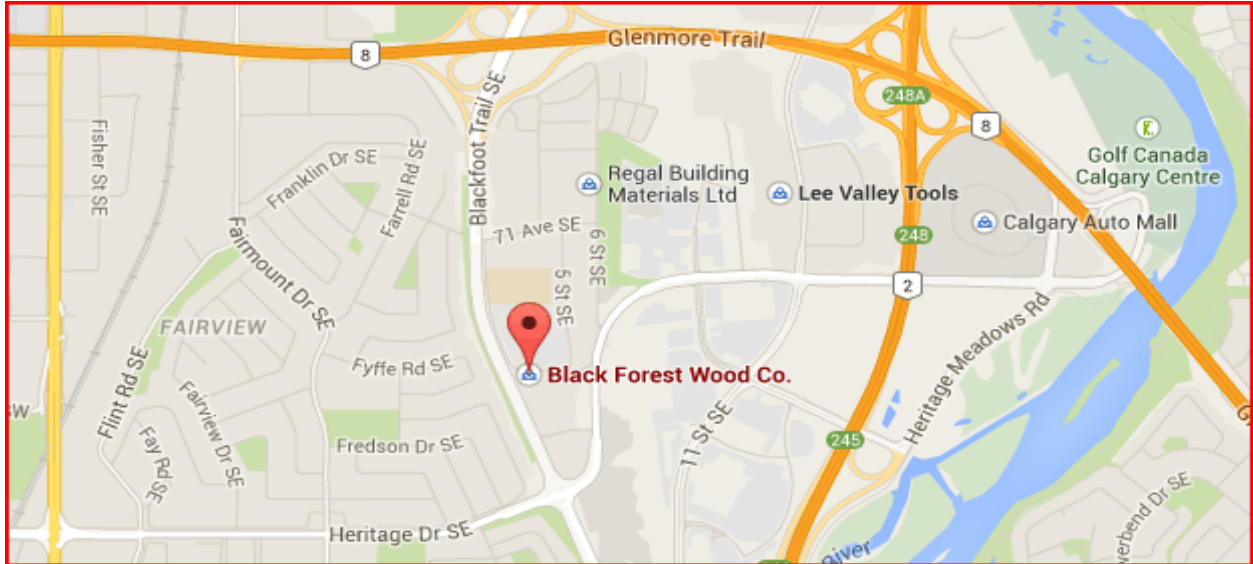 Glenmore Trail
8
248A
8
Fisher St SE
Blackfoot Trail SE
Franklin Dr SE
Farrell Rd SE
Regal Building
Materials Ltd
Lee Valley Tools
Golf Canada
Calgary Centre
Calgary Auto Mall
71 Ave SE
6 St SE
248
2
Fairmount Dr SE
5 St SE
FAIRVIEW
Heritage Meadows Rd
Flint Rd SE
Fyffe Rd SE
Black Forest Wood Co.
Fairview Dr SE
SW
11 St SE
Fay Rd
SE
Fredson Dr SE
245
Heritage Dr SE
River